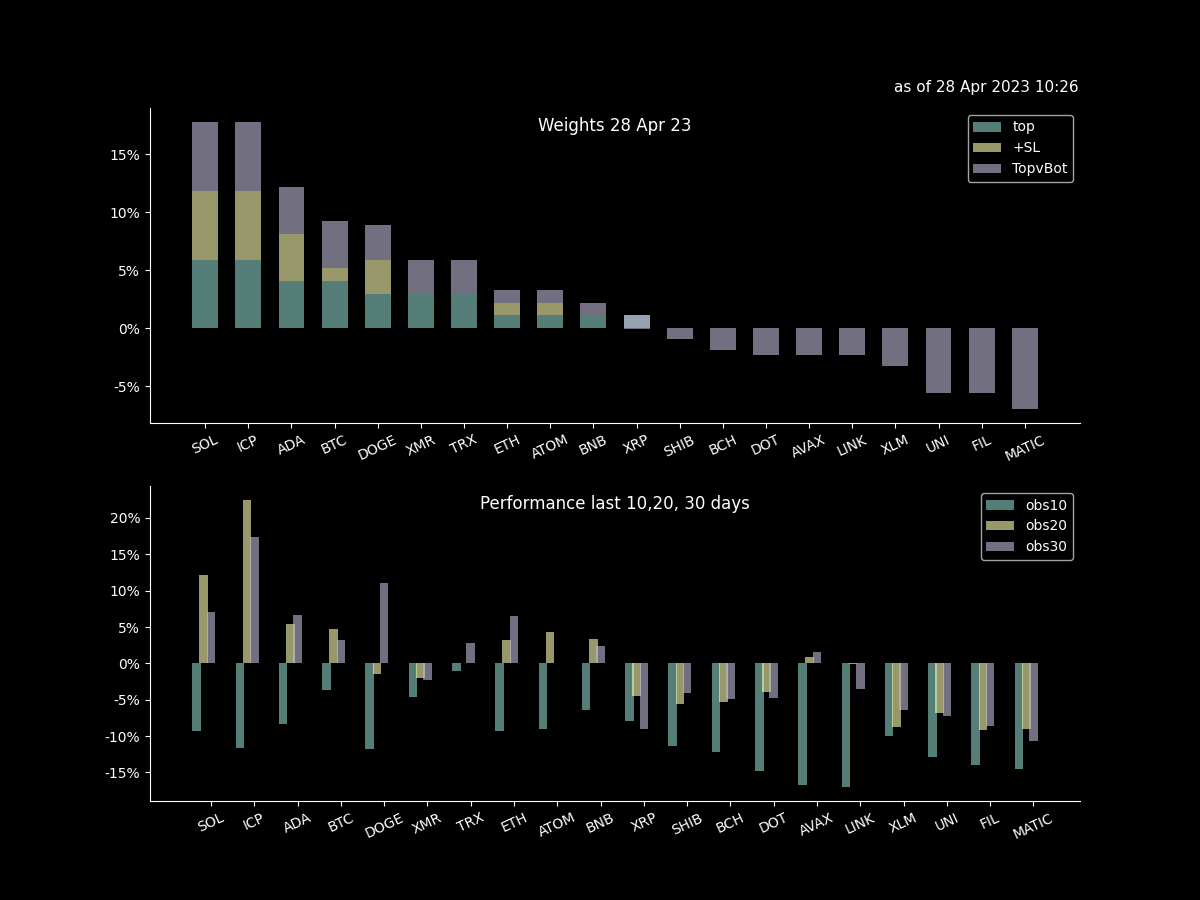 as of 28 Apr 2023 10:26
Weights 28 Apr 23
top
+SL
TopvBot
15%
10%
5%
0%
-5%
SOL ICP ADA BTC DOGE XMR TRX ETH ATOM BNB XRP SHIB BCH DOT AVAX LINK XLM UNI FIL MATIC
Performance last 10,20, 30 days
obs10
obs20
obs30
20%
15%
10%
5%
0%
-5%
-10%
-15%
SOL ICP ADA BTC DOGE XMR TRX ETH ATOM BNB XRP SHIB BCH DOT AVAX LINK XLM UNI FIL MATIC